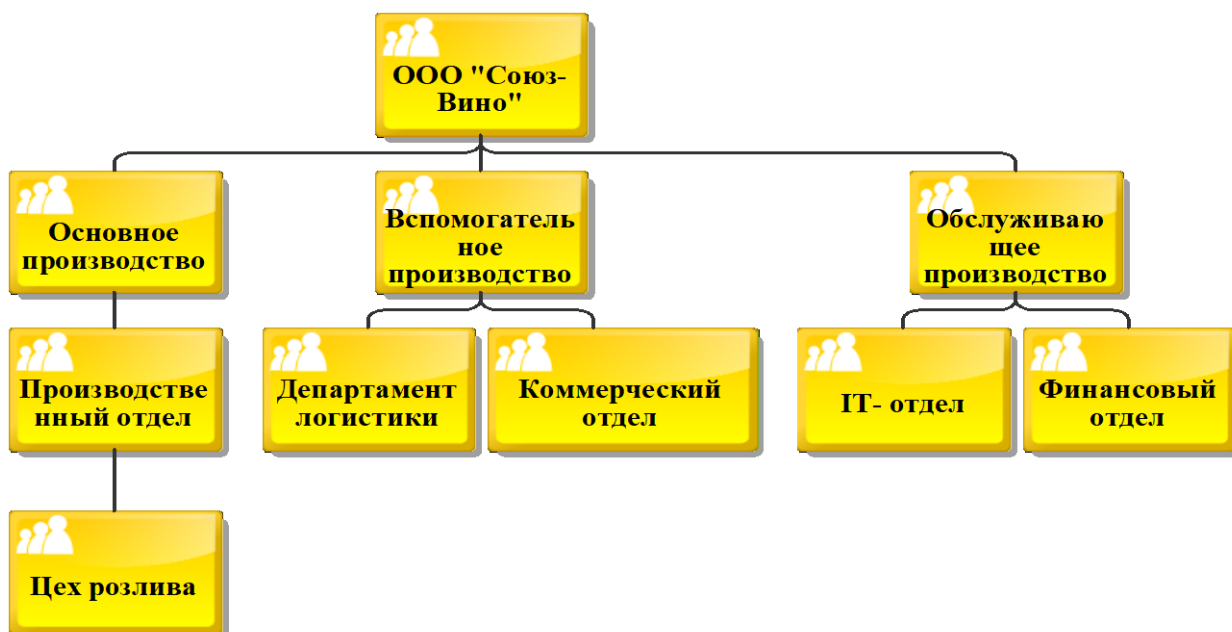 ООО "Союз-
Вино"
Основное
производство
Вспомогатель
ное
производство
Обслуживаю
щее
производство
Производстве
нный отдел
Департамент
логистики
Коммерческий
отдел
IT- отдел
Финансовый
отдел
Цех розлива